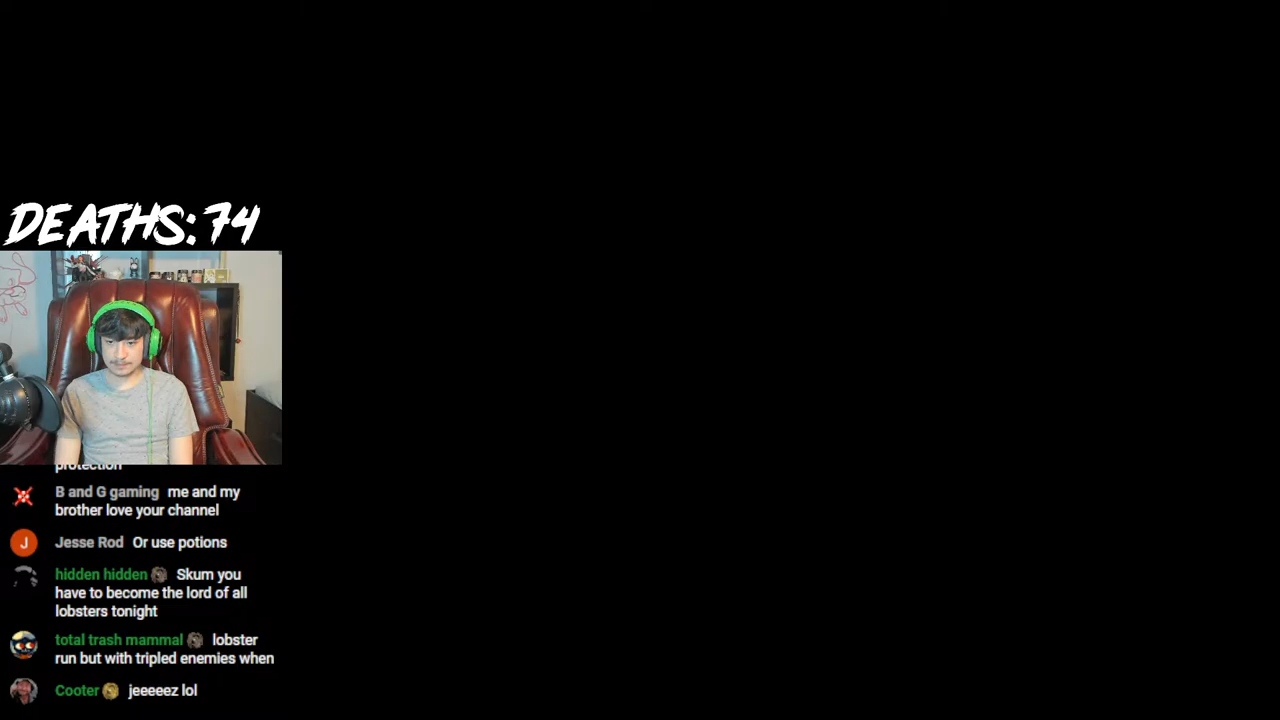 DEATHS: 74
protection
B and G gaming me and my
brother love your channel
J Jesse Rod Or use potions
hidden hidden Skum you
have to become the lord of all
lobsters tonight
total trash mammal lobster
run but with tripled enemies when
Cooter jeeeeez lol